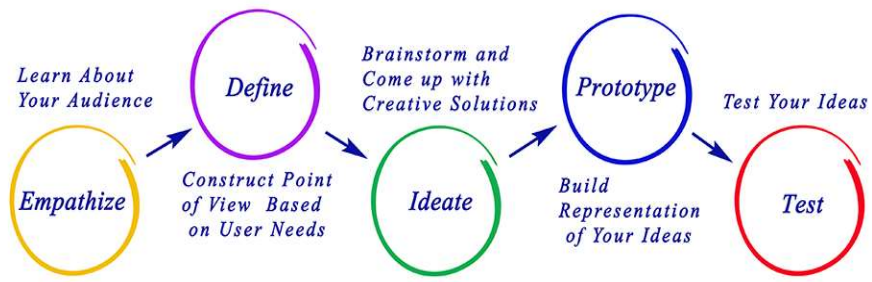 Learn About
Your Audience
Empathize
Define
Construct Point
of View Based
on User Needs
Brainstorm and
Come up with
Creative Solutions
Ideate
Prototype
Build
Representation
of Your Ideas
Test Your Ideas
Test